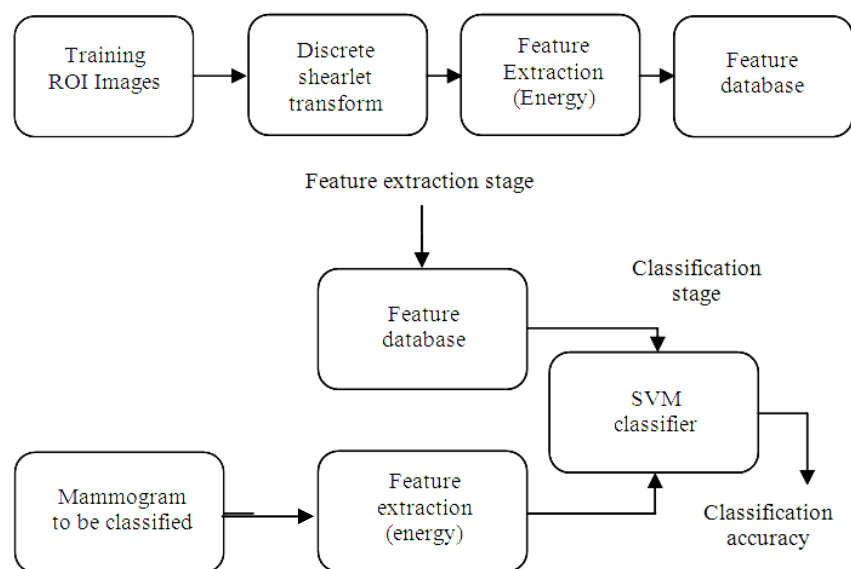 Training
ROI Images
Discrete
shearlet
transform
Feature
Extraction
(Energy)
Feature
database
Feature extraction stage
Feature
database
Classification
stage
SVM
classifier
Mammogram
to be classified
Feature
extraction
(energy)
Classification
accuracy